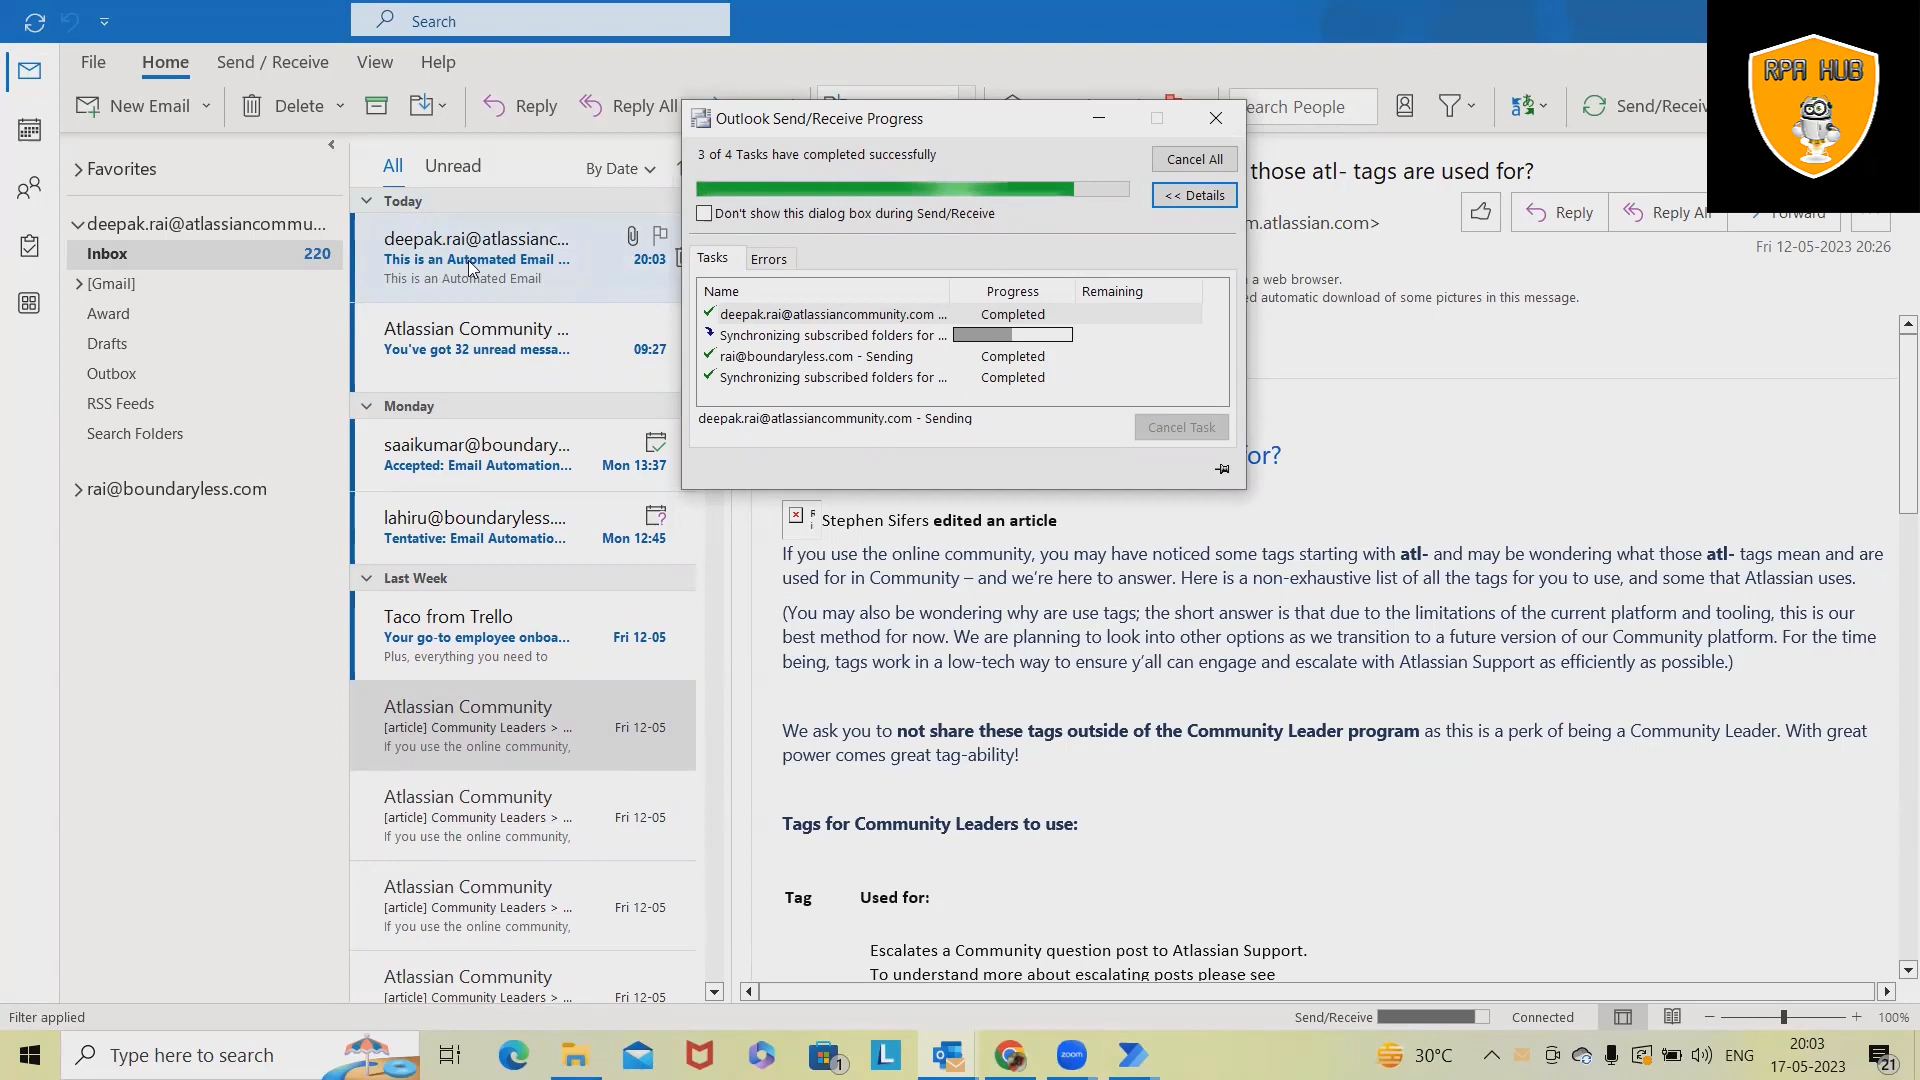 Search
RPA HUB
File
Home
Send / Receive
View
Help
New Email
Delete
Reply
Reply All
earch People
Send/Receiv
Favorites
deepak.rai@atlassiancommu...
Inbox 220
[Gmail]
Award
Drafts
Outbox
RSS Feeds
Search Folders
rai@boundaryless.com
All
Unread
By Date
Today
deepak.rai@atlassianc...
This is an Automated Email ... 20:03
This is an Automated Email
Atlassian Community ...
You've got 32 unread messa... 09:27
Monday
saaikumar@boundary...
Accepted: Email Automation... Mon 13:37
lahiru@boundaryless....
Tentative: Email Automatio... Mon 12:45
Last Week
Taco from Trello
Your go-to employee onboa... Fri 12-05
Plus, everything you need to
Atlassian Community
[article] Community Leaders > ... Fri 12-05
If you use the online community,
Atlassian Community
[article] Community Leaders > ... Fri 12-05
If you use the online community,
Atlassian Community
[article] Community Leaders > ... Fri 12-05
If you use the online community,
Atlassian Community
[article] Community Leaders > ... Fri 12-05
Outlook Send/Receive Progress
3 of 4 Tasks have completed successfully
Cancel All
<< Details
Don't show this dialog box during Send/Receive
Tasks
Errors
Name Progress Remaining
deepak.rai@atlassiancommunity.com ... Completed
Synchronizing subscribed folders for ...
rai@boundaryless.com - Sending Completed
Synchronizing subscribed folders for ... Completed
deepak.rai@atlassiancommunity.com - Sending
Cancel Task
those atl- tags are used for?
m.atlassian.com>
Reply
Reply All
Forward
Fri 12-05-2023 20:26
a web browser.
ed automatic download of some pictures in this message.
or?
Stephen Sifers edited an article
If you use the online community, you may have noticed some tags starting with atl- and may be wondering what those atl- tags mean and are
used for in Community – and we're here to answer. Here is a non-exhaustive list of all the tags for you to use, and some that Atlassian uses.
(You may also be wondering why are use tags; the short answer is that due to the limitations of the current platform and tooling, this is our
best method for now. We are planning to look into other options as we transition to a future version of our Community platform. For the time
being, tags work in a low-tech way to ensure y'all can engage and escalate with Atlassian Support as efficiently as possible.)
We ask you to not share these tags outside of the Community Leader program as this is a perk of being a Community Leader. With great
power comes great tag-ability!
Tags for Community Leaders to use:
Tag Used for:
Escalates a Community question post to Atlassian Support.
To understand more about escalating posts please see
Filter applied
Send/Receive
Connected
100%
Type here to search
L
zoom
1
30°C
ENG
20:03
17-05-2023
21